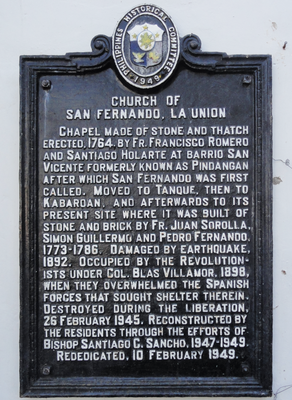 PHILIPPINES HISTORICAL COMMITTEE
1949
CHURCH OF
SAN FERNANDO, LA UNION
CHAPEL MADE OF STONE AND THATCH
ERECTED, 1764, BY FR. FRANCISCO ROMERO
AND SANTIAGO HOLARTE AT BARRIO SAN
VICENTE FORMERLY KNOWN AS PINDANGAN
AFTER WHICH SAN FERNANDO WAS FIRST
CALLED. MOVED TO TANQUE, THEN TO
KABAROAN, AND AFTERWARDS TO ITS
PRESENT SITE WHERE IT WAS BUILT OF
STONE AND BRICK BY FR. JUAN SOROLLA,
SIMON GUILLERMO AND PEDRO FERNANDO,
1773-1786. DAMAGED BY EARTHQUAKE,
1892. OCCUPIED BY THE REVOLUTION-
ISTS UNDER COL. BLAS VILLAMOR, 1898,
WHEN THEY OVERWHELMED THE SPANISH
FORCES THAT SOUGHT SHELTER THEREIN.
DESTROYED DURING THE LIBERATION,
26 FEBRUARY 1945. RECONSTRUCTED BY
THE RESIDENTS THROUGH THE EFFORTS OF
BISHOP SANTIAGO C. SANCHO, 1947-1949.
REDEDICATED, 10 FEBRUARY 1949.